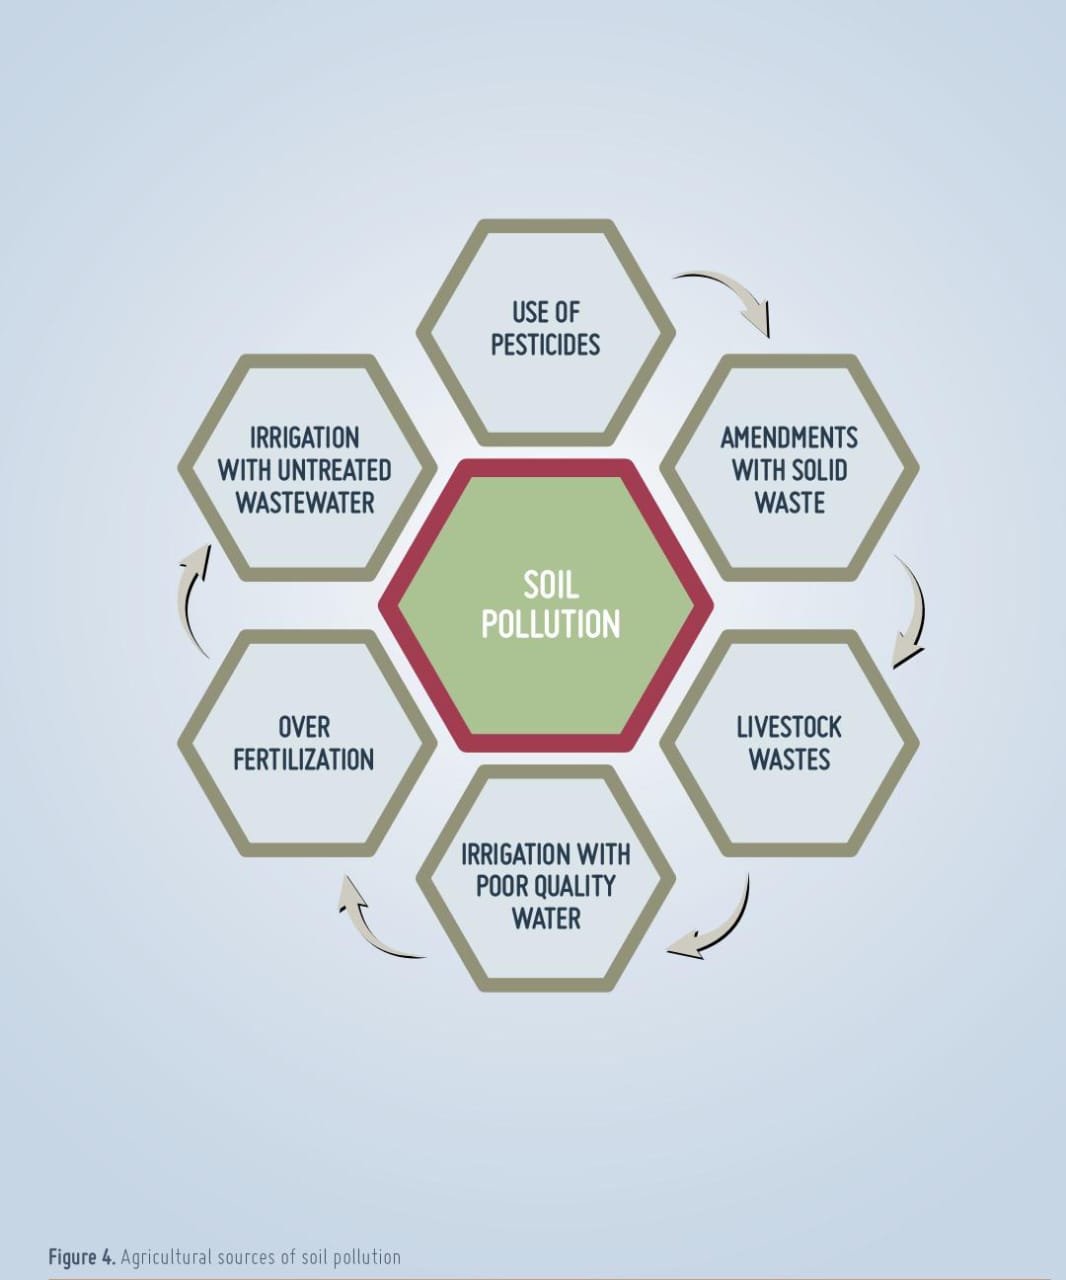 USE OF
PESTICIDES
AMENDMENTS
WITH SOLID
WASTE
LIVESTOCK
WASTES
IRRIGATION WITH
POOR QUALITY
WATER
OVER
FERTILIZATION
IRRIGATION
WITH UNTREATED
WASTEWATER
SOIL
POLLUTION
Figure 4. Agricultural sources of soil pollution